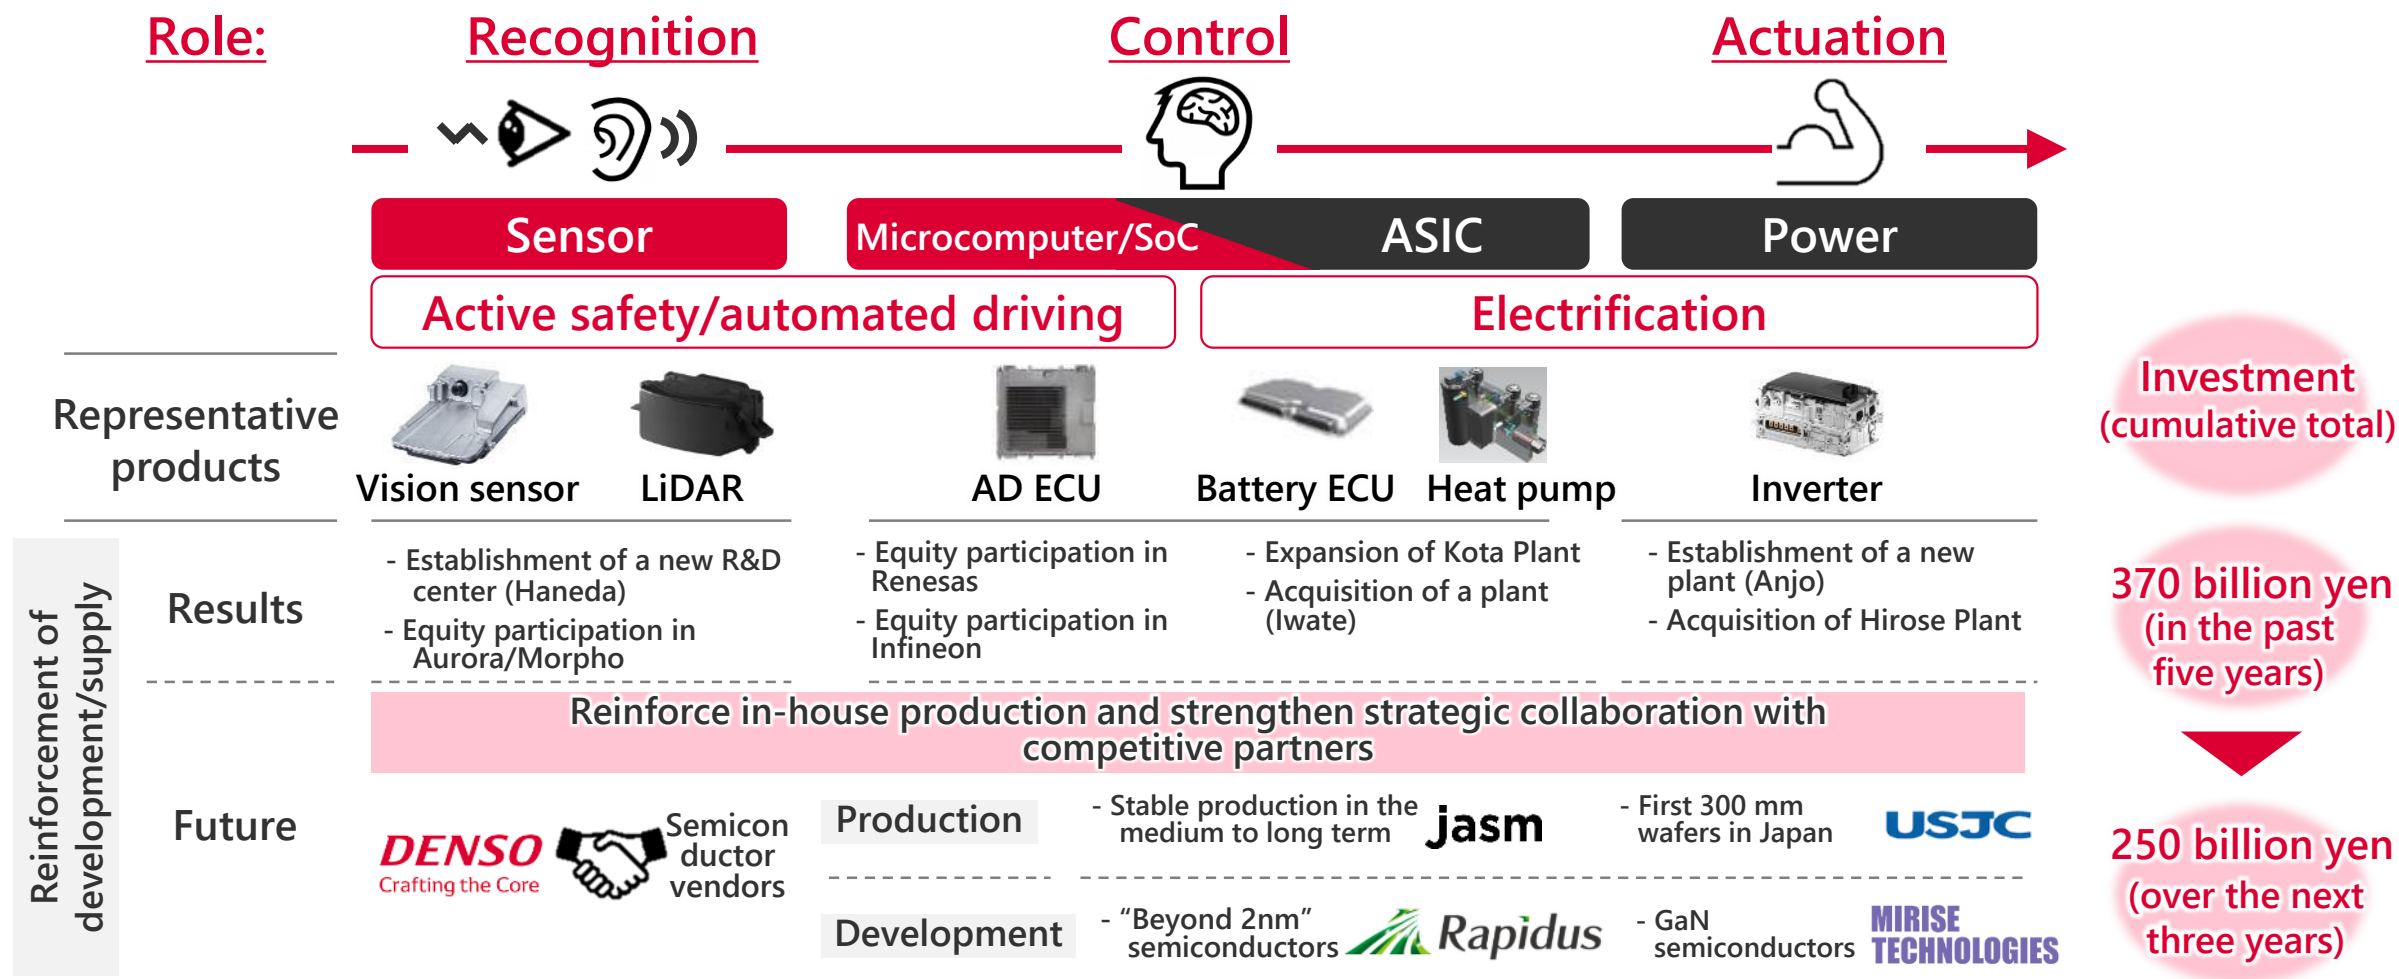 Role:
Recognition
Control
Actuation
Sensor
Microcomputer/SoC
ASIC
Power
Active safety/automated driving
Electrification
Representative
products
Vision sensor
LiDAR
AD ECU
Battery ECU
Heat pump
Inverter
Investment
(cumulative total)
Reinforcement of
development/supply
Results
- Establishment of a new R&D
center (Haneda)
- Equity participation in
Aurora/Morpho
- Equity participation in
Renesas
- Equity participation in
Infineon
- Expansion of Kota Plant
- Acquisition of a plant
(Iwate)
- Establishment of a new
plant (Anjo)
- Acquisition of Hirose Plant
370 billion yen
(in the past
five years)
Future
Reinforce in-house production and strengthen strategic collaboration with
competitive partners
DENSO
Crafting the Core
Semicon
ductor
vendors
Production
- Stable production in the
medium to long term
jasm
- First 300 mm
wafers in Japan
USJC
Development
- “Beyond 2nm”
semiconductors
Rapidus
- GaN
semiconductors
MIRISE
TECHNOLOGIES
250 billion yen
(over the next
three years)